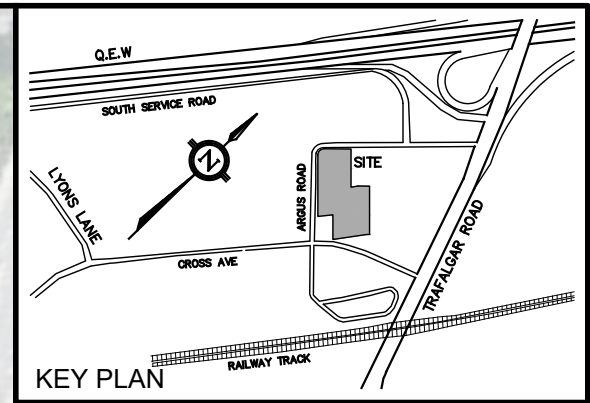 Q.E.W
SOUTH SERVICE ROAD
LYONS LANE
N
ARGUS ROAD
SITE
CROSS AVE
TRAFALGAR ROAD
RAILWAY TRACK
KEY PLAN